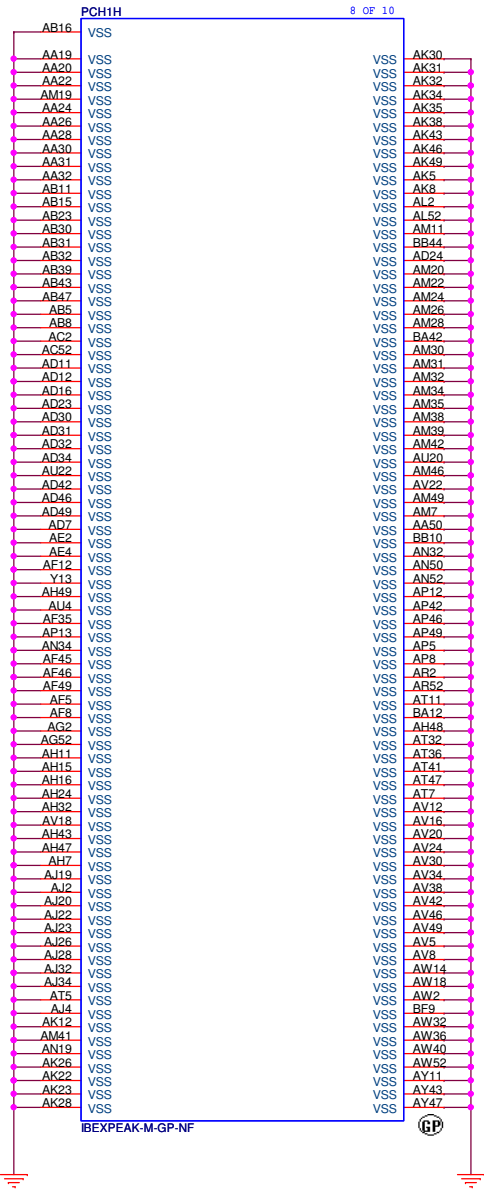 PCH1H 8 OF 10
AB16 VSS
AA19 VSS VSS AK30
AA20 VSS VSS AK31
AA22 VSS VSS AK32
AM19 VSS VSS AK34
AA24 VSS VSS AK35
AA26 VSS VSS AK38
AA28 VSS VSS AK43
AA30 VSS VSS AK46
AA31 VSS VSS AK49
AA32 VSS VSS AK5
AB11 VSS VSS AK8
AB15 VSS VSS AL2
AB23 VSS VSS AL52
AB30 VSS VSS AM11
AB31 VSS VSS BB44
AB32 VSS VSS AD24
AB39 VSS VSS AM20
AB43 VSS VSS AM22
AB47 VSS VSS AM24
AB5 VSS VSS AM26
AB8 VSS VSS AM28
AC2 VSS VSS BA42
AC52 VSS VSS AM30
AD11 VSS VSS AM31
AD12 VSS VSS AM32
AD16 VSS VSS AM34
AD23 VSS VSS AM35
AD30 VSS VSS AM38
AD31 VSS VSS AM39
AD32 VSS VSS AM42
AD34 VSS VSS AU20
AU22 VSS VSS AM46
AD42 VSS VSS AV22
AD46 VSS VSS AM49
AD49 VSS VSS AM7
AD7 VSS VSS AA50
AE2 VSS VSS BB10
AE4 VSS VSS AN32
AF12 VSS VSS AN50
Y13 VSS VSS AN52
AH49 VSS VSS AP12
AU4 VSS VSS AP42
AF35 VSS VSS AP46
AP13 VSS VSS AP49
AN34 VSS VSS AP5
AF45 VSS VSS AP8
AF46 VSS VSS AR2
AF49 VSS VSS AR52
AF5 VSS VSS AT11
AF8 VSS VSS BA12
AG2 VSS VSS AH48
AG52 VSS VSS AT32
AH11 VSS VSS AT36
AH15 VSS VSS AT41
AH16 VSS VSS AT47
AH24 VSS VSS AT7
AH32 VSS VSS AV12
AV18 VSS VSS AV16
AH43 VSS VSS AV20
AH47 VSS VSS AV24
AH7 VSS VSS AV30
AJ19 VSS VSS AV34
AJ2 VSS VSS AV38
AJ20 VSS VSS AV42
AJ22 VSS VSS AV46
AJ23 VSS VSS AV49
AJ26 VSS VSS AV5
AJ28 VSS VSS AV8
AJ32 VSS VSS AW14
AJ34 VSS VSS AW18
AT5 VSS VSS AW2
AJ4 VSS VSS BF9
AK12 VSS VSS AW32
AM41 VSS VSS AW36
AN19 VSS VSS AW40
AK26 VSS VSS AW52
AK22 VSS VSS AY11
AK23 VSS VSS AY43
AK28 VSS VSS AY47
IBEXPEAK-M-GP-NF GP